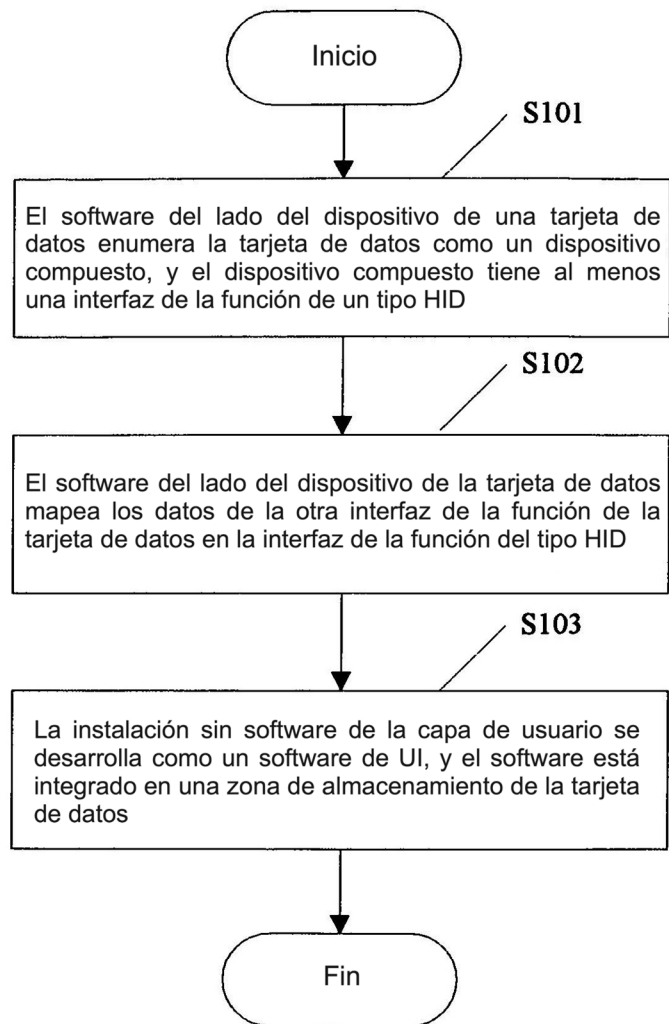 Inicio
S101
El software del lado del dispositivo de una tarjeta de
datos enumera la tarjeta de datos como un dispositivo
compuesto, y el dispositivo compuesto tiene al menos
una interfaz de la función de un tipo HID
S102
El software del lado del dispositivo de la tarjeta de datos
mapea los datos de la otra interfaz de la función de la
tarjeta de datos en la interfaz de la función del tipo HID
S103
La instalación sin software de la capa de usuario se
desarrolla como un software de UI, y el software está
integrado en una zona de almacenamiento de la tarjeta
de datos
Fin